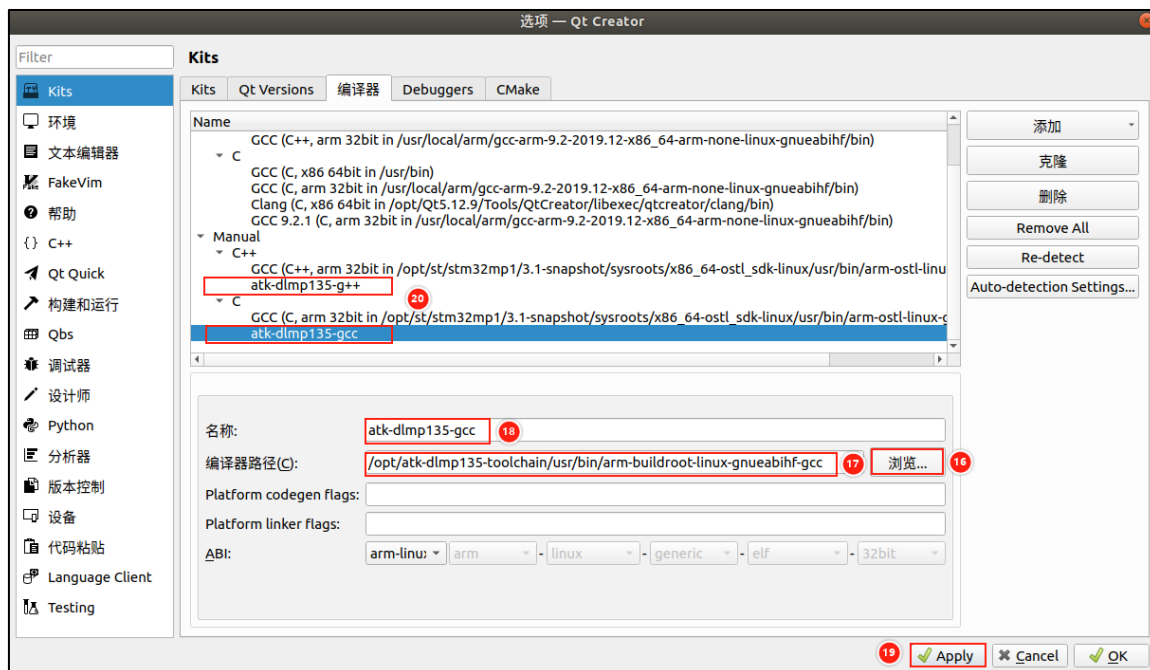 选项 — Qt Creator
Filter
Kits
环境
文本编辑器
FakeVim
帮助
{} C++
Qt Quick
构建和运行
Qbs
调试器
设计师
Python
分析器
版本控制
设备
代码粘贴
Language Client
Testing
Kits
Kits Qt Versions 编译器 Debuggers CMake
Name
GCC (C++, arm 32bit in /usr/local/arm/gcc-arm-9.2-2019.12-x86_64-arm-none-linux-gnueabihf/bin)
C
GCC (C, x86 64bit in /usr/bin)
GCC (C, arm 32bit in /usr/local/arm/gcc-arm-9.2-2019.12-x86_64-arm-none-linux-gnueabihf/bin)
Clang (C, x86 64bit in /opt/Qt5.12.9/Tools/QtCreator/libexec/qtcreator/clang/bin)
GCC 9.2.1 (C, arm 32bit in /usr/local/arm/gcc-arm-9.2-2019.12-x86_64-arm-none-linux-gnueabihf/bin)
Manual
C++
GCC (C++, arm 32bit in /opt/st/stm32mp1/3.1-snapshot/sysroots/x86_64-ostl_sdk-linux/usr/bin/arm-ostl-linu
atk-dlmp135-g++
20
C
GCC (C, arm 32bit in /opt/st/stm32mp1/3.1-snapshot/sysroots/x86_64-ostl_sdk-linux/usr/bin/arm-ostl-linux-g
atk-dlmp135-gcc
添加
克隆
删除
Remove All
Re-detect
Auto-detection Settings...
名称: atk-dlmp135-gcc 18
编译器路径(C): /opt/atk-dlmp135-toolchain/usr/bin/arm-buildroot-linux-gnueabihf-gcc 17 浏览... 16
Platform codegen flags:
Platform linker flags:
ABI: arm-linu: arm - linux - generic - elf - 32bit
19 Apply Cancel OK